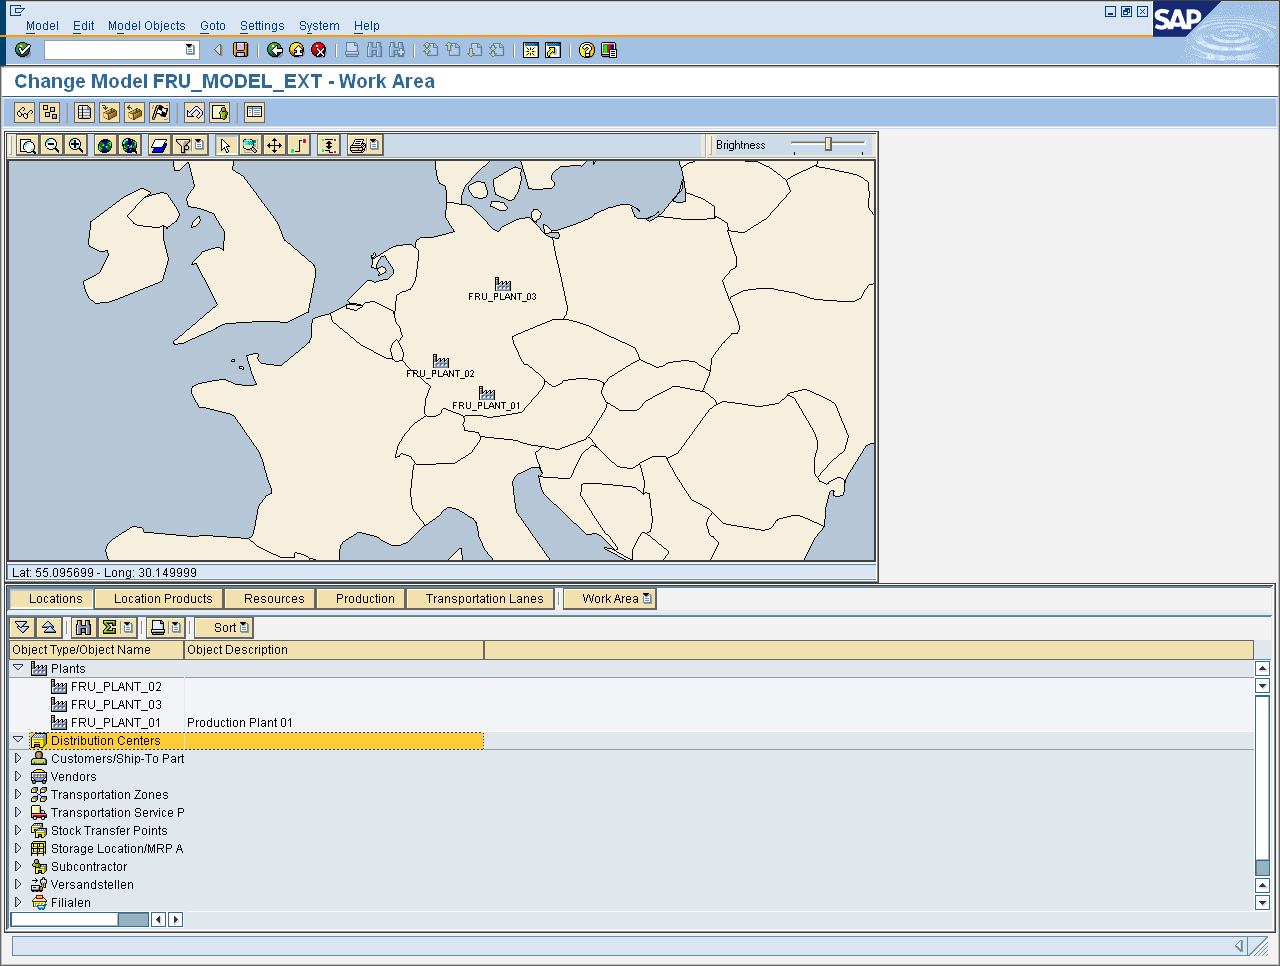 Model Edit Model Objects Goto Settings System Help
SAP
Change Model FRU_MODEL_EXT - Work Area
Brightness
FRU_PLANT_03
FRU_PLANT_02
FRU_PLANT_01
Lat: 55.095699 - Long: 30.149999
Locations Location Products Resources Production Transportation Lanes Work Area
Sort
Object Type/Object Name Object Description
Plants
FRU_PLANT_02
FRU_PLANT_03
FRU_PLANT_01 Production Plant 01
Distribution Centers
Customers/Ship-To Part
Vendors
Transportation Zones
Transportation Service P
Stock Transfer Points
Storage Location/MRP A
Subcontractor
Versandstellen
Filialen